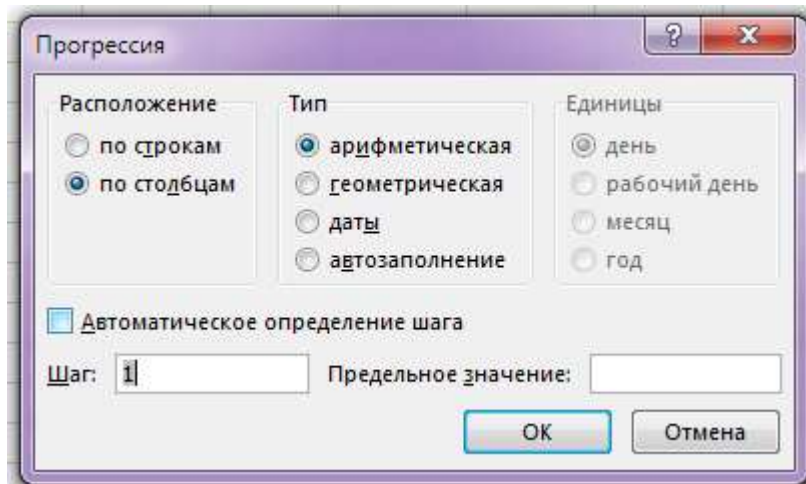 Прогрессия
?
Расположение
по строкам
по столбцам
Тип
арифметическая
геометрическая
даты
автозаполнение
Единицы
день
рабочий день
месяц
год
Автоматическое определение шага
Шаг: 1
Предельное значение:
ОК
Отмена